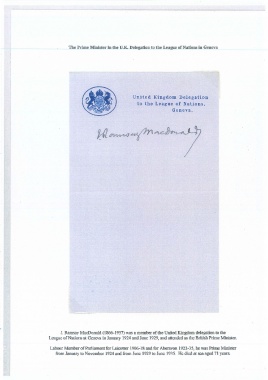 The Prime Minister in the U.K. Delegation to the League of Nations in Geneva
United Kingdom Delegation
to the League of Nations,
Geneva.
J Ramsay MacDonald
J. Ramsay MacDonald (1866-1937) was a member of the United Kingdom delegation to the
League of Nations at Geneva in January 1924 and June 1929, and attended as the British Prime Minister.
Labour Member of Parliament for Leicester 1906-18 and for Aberavon 1922-29, he was Prime Minister
from January to November 1924 and from June 1929 to June 1935. He died at sea aged 71 years.